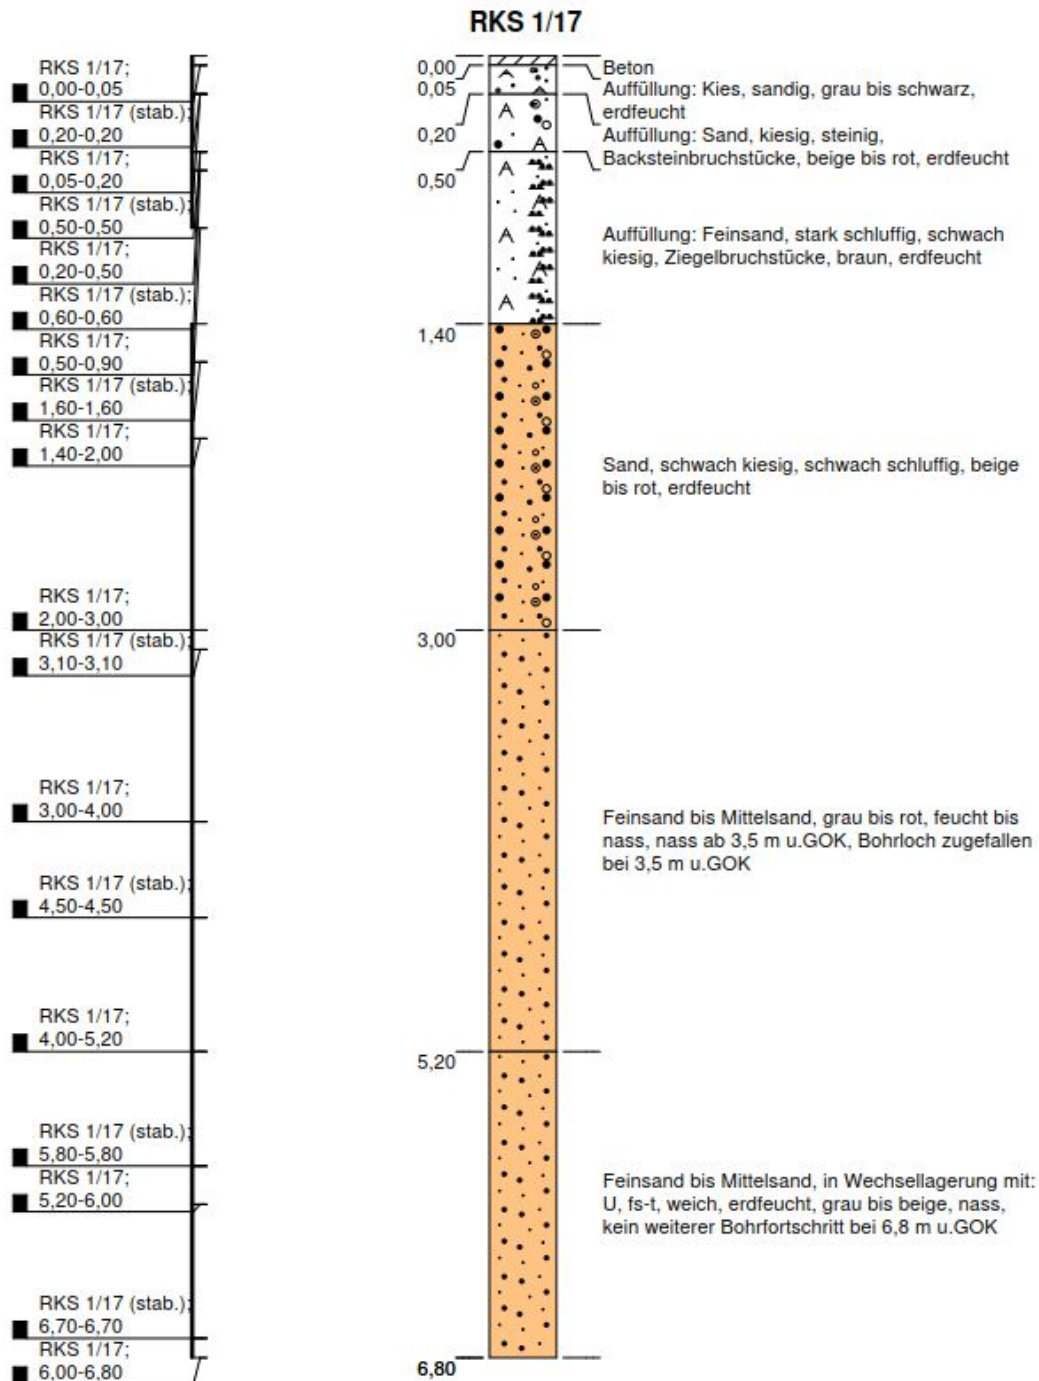 RKS 1/17
RKS 1/17;
0,00-0,05
RKS 1/17 (stab.);
0,20-0,20
RKS 1/17;
0,05-0,20
RKS 1/17 (stab.);
0,50-0,50
RKS 1/17;
0,20-0,50
RKS 1/17 (stab.);
0,60-0,60
RKS 1/17;
0,50-0,90
RKS 1/17 (stab.);
1,60-1,60
RKS 1/17;
1,40-2,00
RKS 1/17;
2,00-3,00
RKS 1/17 (stab.);
3,10-3,10
RKS 1/17;
3,00-4,00
RKS 1/17 (stab.);
4,50-4,50
RKS 1/17;
4,00-5,20
RKS 1/17 (stab.);
5,80-5,80
RKS 1/17;
5,20-6,00
RKS 1/17 (stab.);
6,70-6,70
RKS 1/17;
6,00-6,80
0,00
0,05
0,20
0,50
1,40
3,00
5,20
6,80
Beton
Auffüllung: Kies, sandig, grau bis schwarz,
erdfeucht
Auffüllung: Sand, kiesig, steinig,
Backsteinbruchstücke, beige bis rot, erdfeucht
Auffüllung: Feinsand, stark schluffig, schwach
kiesig, Ziegelbruchstücke, braun, erdfeucht
Sand, schwach kiesig, schwach schluffig, beige
bis rot, erdfeucht
Feinsand bis Mittelsand, grau bis rot, feucht bis
nass, nass ab 3,5 m u.GOK, Bohrloch zugefallen
bei 3,5 m u.GOK
Feinsand bis Mittelsand, in Wechsellagerung mit:
U, fs-t, weich, erdfeucht, grau bis beige, nass,
kein weiterer Bohrfortschritt bei 6,8 m u.GOK